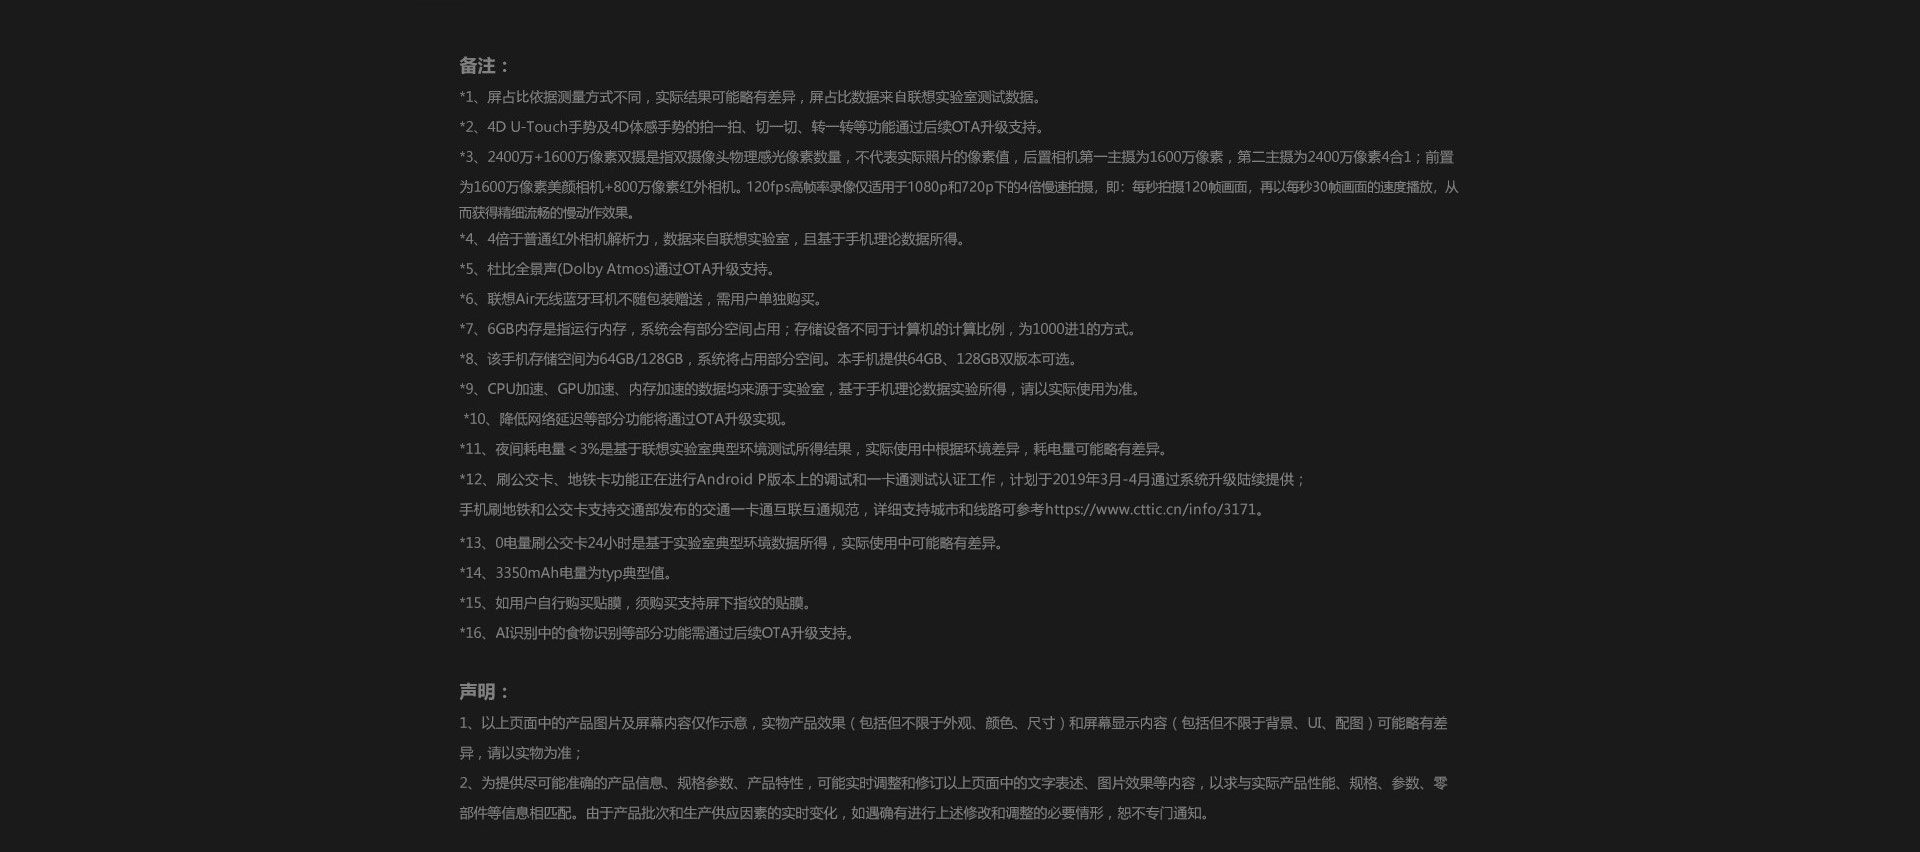 备注：
*1、屏占比依据测量方式不同，实际结果可能略有差异，屏占比数据来自联想实验室测试数据。
*2、4D U-Touch手势及4D体感手势的拍一拍、切一切、转一转等功能通过后续OTA升级支持。
*3、2400万+1600万像素双摄是指双摄像头物理感光像素数量，不代表实际照片的像素值，后置相机第一主摄为1600万像素，第二主摄为2400万像素4合1；前置
为1600万像素美颜相机+800万像素红外相机。120fps高帧率录像仅适用于1080p和720p下的4倍慢速拍摄，即：每秒拍摄120帧画面，再以每秒30帧画面的速度播放，从
而获得精细流畅的慢动作效果。
*4、4倍于普通红外相机解析力，数据来自联想实验室，且基于手机理论数据所得。
*5、杜比全景声(Dolby Atmos)通过OTA升级支持。
*6、联想Air无线蓝牙耳机不随包装赠送，需用户单独购买。
*7、6GB内存是指运行内存，系统会有部分空间占用；存储设备不同于计算机的计算比例，为1000进1的方式。
*8、该手机存储空间为64GB/128GB，系统将占用部分空间。本手机提供64GB、128GB双版本可选。
*9、CPU加速、GPU加速、内存加速的数据均来源于实验室，基于手机理论数据实验所得，请以实际使用为准。
*10、降低网络延迟等部分功能将通过OTA升级实现。
*11、夜间耗电量＜3%是基于联想实验室典型环境测试所得结果，实际使用中根据环境差异，耗电量可能略有差异。
*12、刷公交卡、地铁卡功能正在进行Android P版本上的调试和一卡通测试认证工作，计划于2019年3月-4月通过系统升级陆续提供；
手机刷地铁和公交卡支持交通部发布的交通一卡通互联互通规范，详细支持城市和线路可参考https://www.cttic.cn/info/3171。
*13、0电量刷公交卡24小时是基于实验室典型环境数据所得，实际使用中可能略有差异。
*14、3350mAh电量为typ典型值。
*15、如用户自行购买贴膜，须购买支持屏下指纹的贴膜。
*16、AI识别中的食物识别等部分功能需通过后续OTA升级支持。
声明：
1、以上页面中的产品图片及屏幕内容仅作示意，实物产品效果（包括但不限于外观、颜色、尺寸）和屏幕显示内容（包括但不限于背景、UI、配图）可能略有差
异，请以实物为准；
2、为提供尽可能准确的产品信息、规格参数、产品特性，可能实时调整和修订以上页面中的文字表述、图片效果等内容，以求与实际产品性能、规格、参数、零
部件等信息相匹配。由于产品批次和生产供应因素的实时变化，如遇确有进行上述修改和调整的必要情形，恕不专门通知。